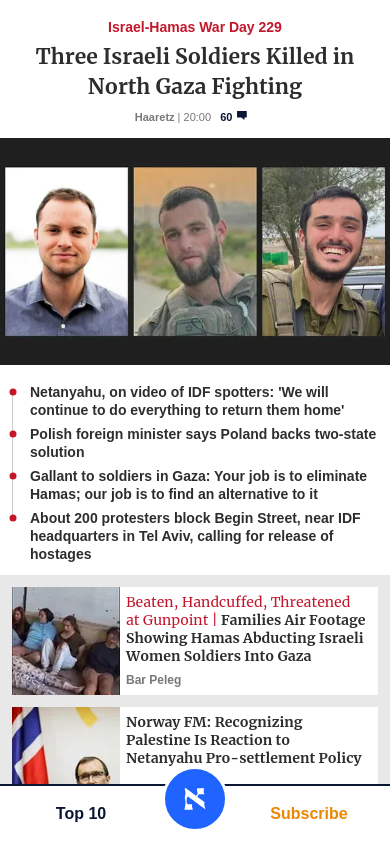 Israel-Hamas War Day 229
Three Israeli Soldiers Killed in
North Gaza Fighting
Haaretz | 20:00 60
Netanyahu, on video of IDF spotters: 'We will
continue to do everything to return them home'
Polish foreign minister says Poland backs two-state
solution
Gallant to soldiers in Gaza: Your job is to eliminate
Hamas; our job is to find an alternative to it
About 200 protesters block Begin Street, near IDF
headquarters in Tel Aviv, calling for release of
hostages
Beaten, Handcuffed, Threatened
at Gunpoint | Families Air Footage
Showing Hamas Abducting Israeli
Women Soldiers Into Gaza
Bar Peleg
Norway FM: Recognizing
Palestine Is Reaction to
Netanyahu Pro-settlement Policy
Top 10
א
Subscribe